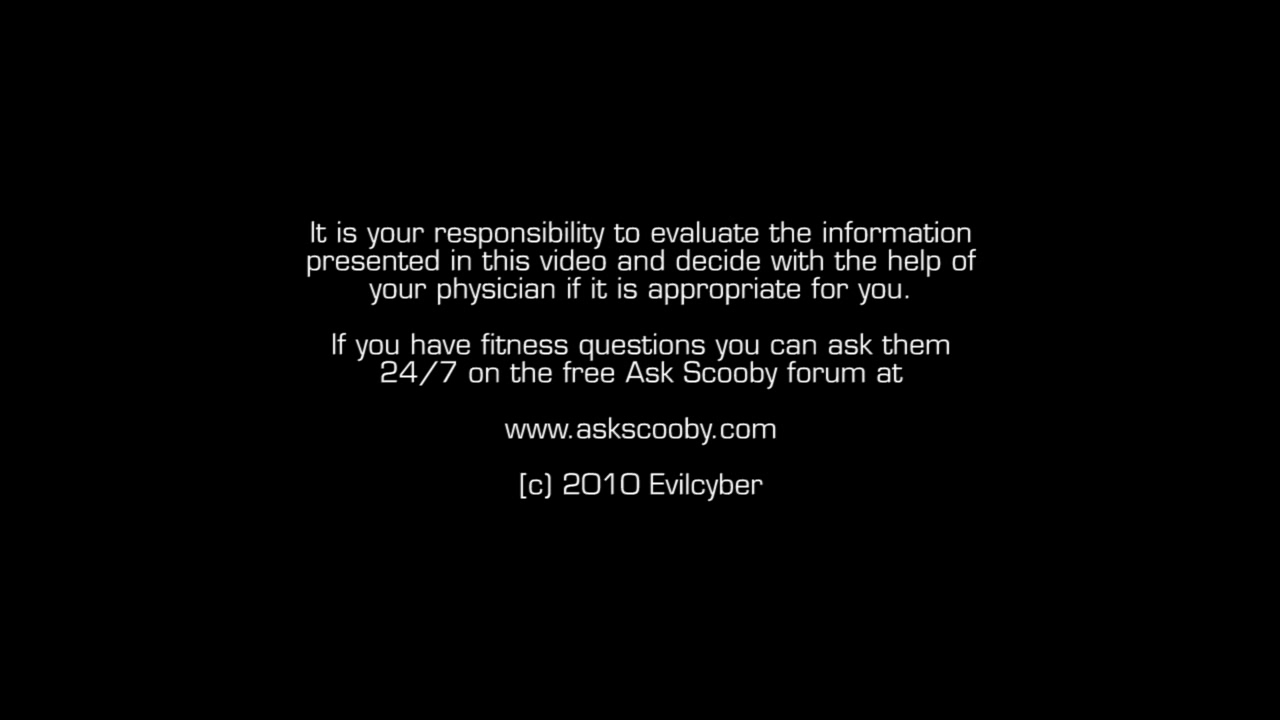 It is your responsibility to evaluate the information
presented in this video and decide with the help of
your physician if it is appropriate for you.
If you have fitness questions you can ask them
24/7 on the free Ask Scooby forum at
www.askscooby.com
(c) 2010 Evilcyber